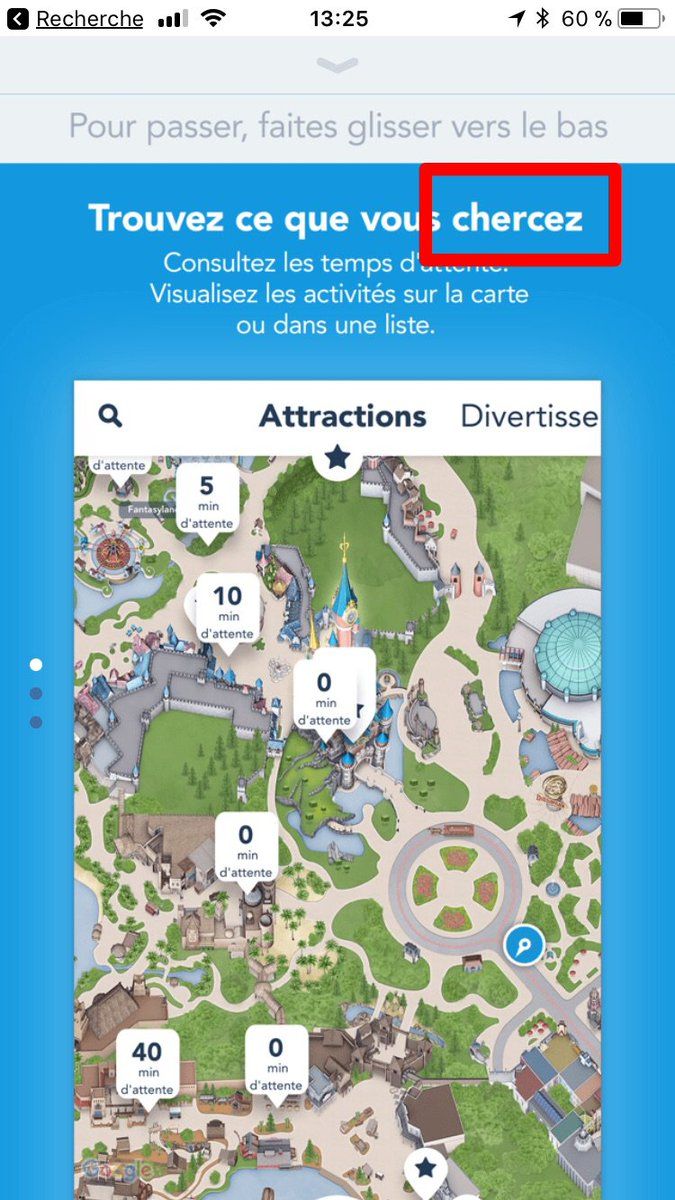 Recherche 13:25 60 %
Pour passer, faites glisser vers le bas
Trouvez ce que vous chercez
Consultez les temps d'attente.
Visualisez les activités sur la carte
ou dans une liste.
Attractions Divertisse
d'attente
5
min
d'attente
Fantasyland
10
min
d'attente
0
min
d'attente
0
min
d'attente
40
min
d'attente
0
min
d'attente
Google